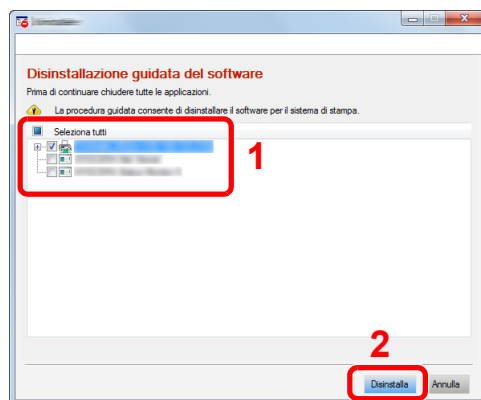 Disinstallazione guidata del software
Prima di continuare chiudere tutte le applicazioni.
La procedura guidata consente di disinstallare il software per il sistema di stampa.
Seleziona tutti
1
2
Disinstalla
Annulla